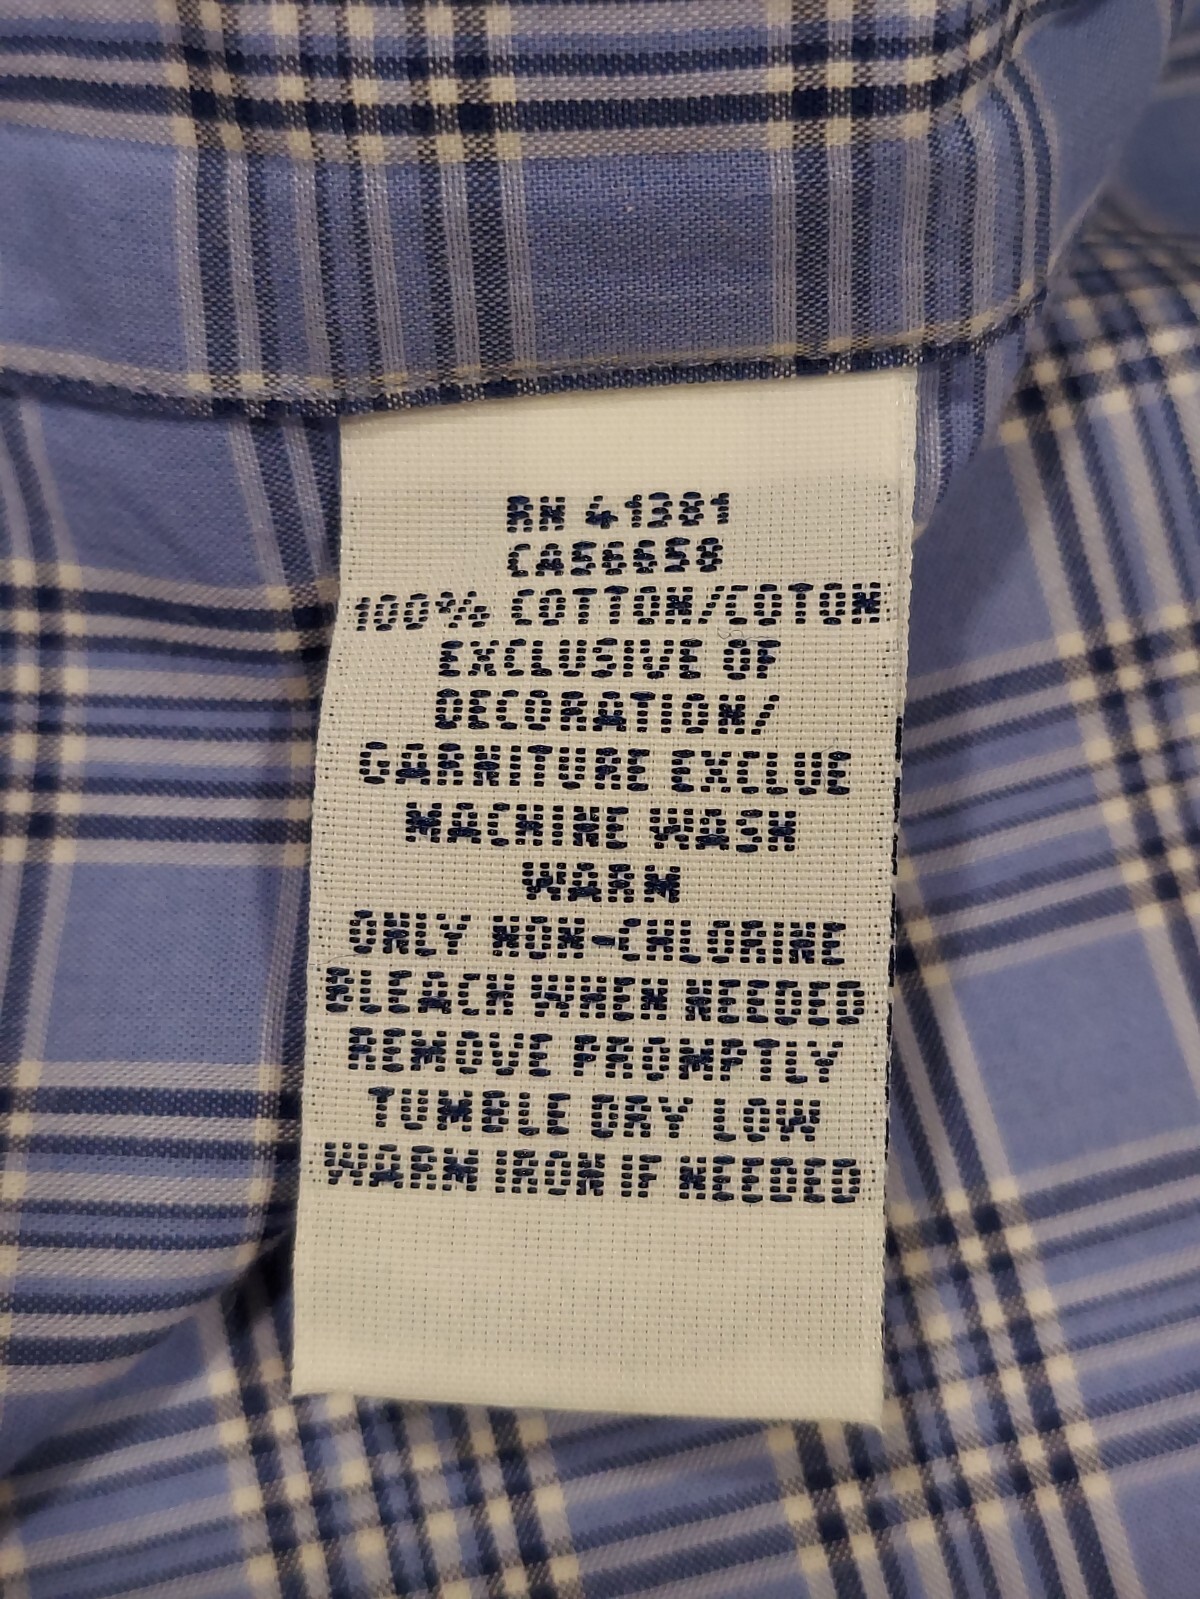 RN 41381
CA56658
100% COTTON/COTON
EXCLUSIVE OF
DECORATION/
GARNITURE EXCLUE
MACHINE WASH
WARM
ONLY NON-CHLORINE
BLEACH WHEN NEEDED
REMOVE PROMPTLY
TUMBLE DRY LOW
WARM IRON IF NEEDED